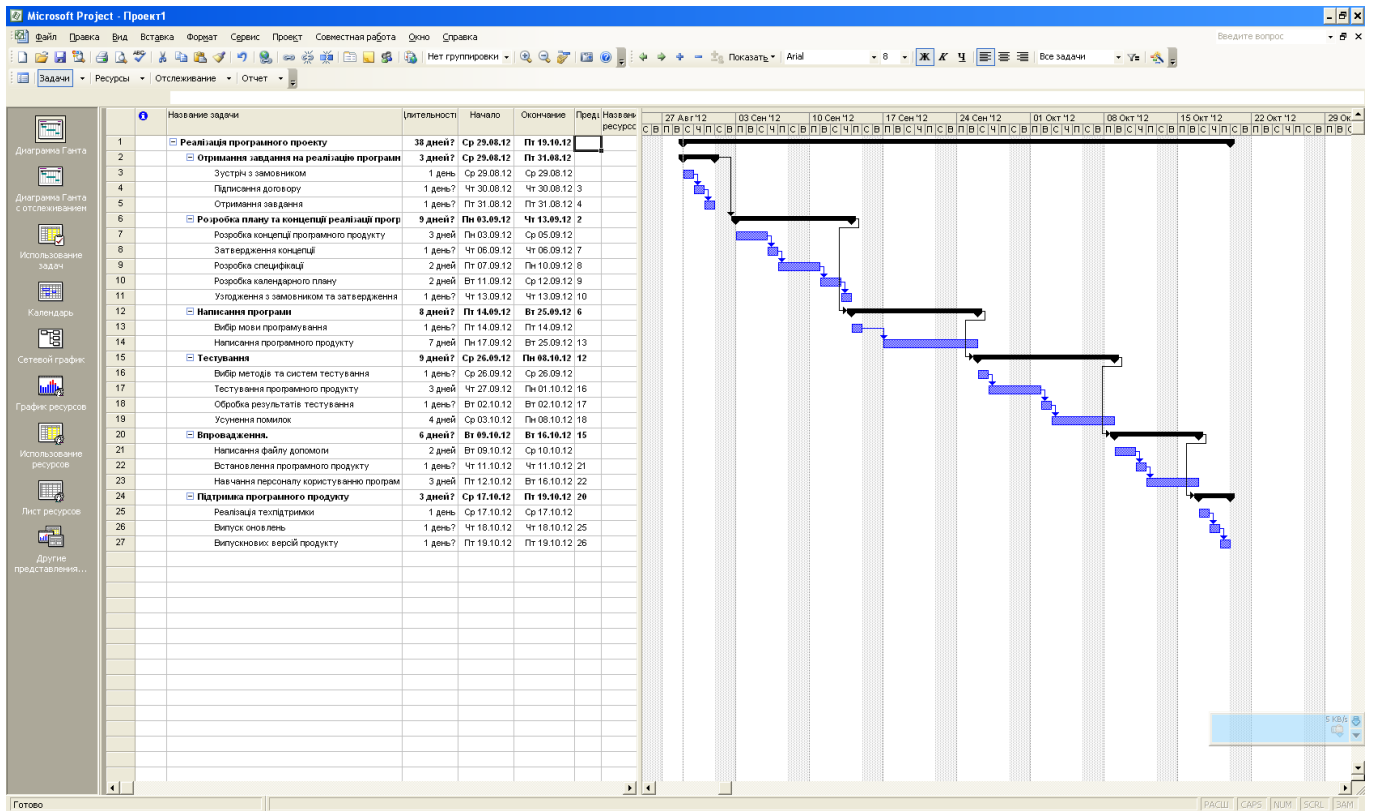 Microsoft Project - Проект1
Файл Правка Вид Вставка Формат Сервис Проект Совместная работа Окно Справка Введите вопрос
Нет группировки Показать Arial 8 Ж К Ч Все задачи
Задачи Ресурсы Отслеживание Отчет
Название задачи Длительность Начало Окончание Преды Названи ресурсо
27 Авг '12 03 Сен '12 10 Сен '12 17 Сен '12 24 Сен '12 01 Окт '12 08 Окт '12 15 Окт '12 22 Окт '12 29 Ок
С В П В С Ч П С В П В С Ч П С В П В С Ч П С В П В С Ч П С В П В С Ч П С В П В С Ч П С В П В С Ч П С В П В С Ч П С В П В С Ч П С В П В С
1 Реалізація програмного проекту 38 дней? Ср 29.08.12 Пт 19.10.12
2 Отримання завдання на реалізацію програмн 3 дней? Ср 29.08.12 Пт 31.08.12
3 Зустріч з замовником 1 день Ср 29.08.12 Ср 29.08.12
4 Підписання договору 1 день? Чт 30.08.12 Чт 30.08.12 3
5 Отримання завдання 1 день? Пт 31.08.12 Пт 31.08.12 4
6 Розробка плану та концепції реалізації прогр 9 дней? Пн 03.09.12 Чт 13.09.12 2
7 Розробка концепції програмного продукту 3 дней Пн 03.09.12 Ср 05.09.12
8 Затвердження концепції 1 день? Чт 06.09.12 Чт 06.09.12 7
9 Розробка специфікації 2 дней Пт 07.09.12 Пн 10.09.12 8
10 Розробка календарного плану 2 дней Вт 11.09.12 Ср 12.09.12 9
11 Узгодження з замовником та затвердження 1 день? Чт 13.09.12 Чт 13.09.12 10
12 Написання програми 8 дней? Пт 14.09.12 Вт 25.09.12 6
13 Вибір мови програмування 1 день? Пт 14.09.12 Пт 14.09.12
14 Написання програмного продукту 7 дней Пн 17.09.12 Вт 25.09.12 13
15 Тестування 9 дней? Ср 26.09.12 Пн 08.10.12 12
16 Вибір методів та систем тестування 1 день? Ср 26.09.12 Ср 26.09.12
17 Тестування програмного продукту 3 дней Чт 27.09.12 Пн 01.10.12 16
18 Обробка результатів тестування 1 день? Вт 02.10.12 Вт 02.10.12 17
19 Усунення помилок 4 дней Ср 03.10.12 Пн 08.10.12 18
20 Впровадження. 6 дней? Вт 09.10.12 Вт 16.10.12 15
21 Написання файлу допомоги 2 дней Вт 09.10.12 Ср 10.10.12
22 Встановлення програмного продукту 1 день? Чт 11.10.12 Чт 11.10.12 21
23 Навчання персоналу користуванню програм 3 дней Пт 12.10.12 Вт 16.10.12 22
24 Підтримка програмного продукту 3 дней? Ср 17.10.12 Пт 19.10.12 20
25 Реалізація техпідтримки 1 день Ср 17.10.12 Ср 17.10.12
26 Випуск оновлень 1 день? Чт 18.10.12 Чт 18.10.12 25
27 Випускнових версій продукту 1 день? Пт 19.10.12 Пт 19.10.12 26
Диаграмма Ганта
Диаграмма Ганта с отслеживанием
Использование задач
Календарь
Сетевой график
График ресурсов
Использование ресурсов
Лист ресурсов
Другие представления...
5 KB/s
Готово РАСШ CAPS NUM SCRL ЗАМ